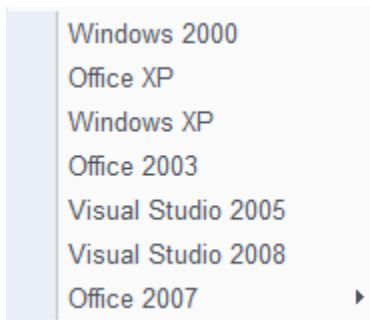 Windows 2000
Office XP
Windows XP
Office 2003
Visual Studio 2005
Visual Studio 2008
Office 2007